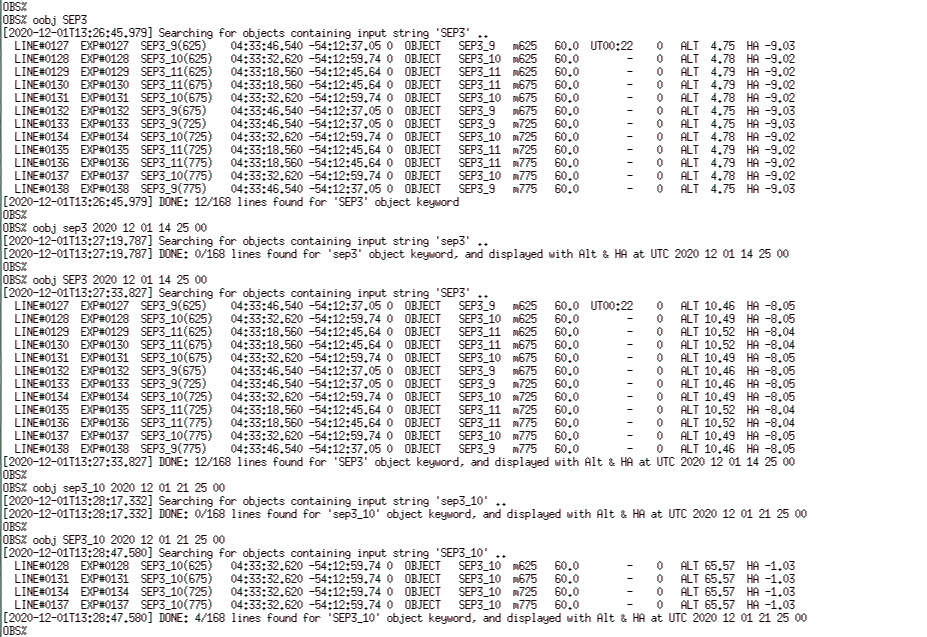 OBS%
OBS% oobj SEP3
[2020-12-01T13:26:45.979] Searching for objects containing input string 'SEP3' ..
LINE#0127 EXP#0127 SEP3_9(625) 04:33:46.540 -54:12:37.05 0 OBJECT SEP3_9 m625 60.0 UT00:22 0 ALT 4.75 HA -9.03
LINE#0128 EXP#0128 SEP3_10(625) 04:33:32.620 -54:12:59.74 0 OBJECT SEP3_10 m625 60.0 - 0 ALT 4.78 HA -9.02
LINE#0129 EXP#0129 SEP3_11(625) 04:33:18.560 -54:12:45.64 0 OBJECT SEP3_11 m625 60.0 - 0 ALT 4.79 HA -9.02
LINE#0130 EXP#0130 SEP3_11(675) 04:33:18.560 -54:12:45.64 0 OBJECT SEP3_11 m675 60.0 - 0 ALT 4.79 HA -9.02
LINE#0131 EXP#0131 SEP3_10(675) 04:33:32.620 -54:12:59.74 0 OBJECT SEP3_10 m675 60.0 - 0 ALT 4.78 HA -9.02
LINE#0132 EXP#0132 SEP3_9(675) 04:33:46.540 -54:12:37.05 0 OBJECT SEP3_9 m675 60.0 - 0 ALT 4.75 HA -9.03
LINE#0133 EXP#0133 SEP3_9(725) 04:33:46.540 -54:12:37.05 0 OBJECT SEP3_9 m725 60.0 - 0 ALT 4.75 HA -9.03
LINE#0134 EXP#0134 SEP3_10(725) 04:33:32.620 -54:12:59.74 0 OBJECT SEP3_10 m725 60.0 - 0 ALT 4.78 HA -9.02
LINE#0135 EXP#0135 SEP3_11(725) 04:33:18.560 -54:12:45.64 0 OBJECT SEP3_11 m725 60.0 - 0 ALT 4.79 HA -9.02
LINE#0136 EXP#0136 SEP3_11(775) 04:33:18.560 -54:12:45.64 0 OBJECT SEP3_11 m775 60.0 - 0 ALT 4.79 HA -9.02
LINE#0137 EXP#0137 SEP3_10(775) 04:33:32.620 -54:12:59.74 0 OBJECT SEP3_10 m775 60.0 - 0 ALT 4.78 HA -9.02
LINE#0138 EXP#0138 SEP3_9(775) 04:33:46.540 -54:12:37.05 0 OBJECT SEP3_9 m775 60.0 - 0 ALT 4.75 HA -9.03
[2020-12-01T13:26:45.979] DONE: 12/168 lines found for 'SEP3' object keyword
OBS%
OBS% oobj sep3 2020 12 01 14 25 00
[2020-12-01T13:27:19.787] Searching for objects containing input string 'sep3' ..
[2020-12-01T13:27:19.787] DONE: 0/168 lines found for 'sep3' object keyword, and displayed with Alt & HA at UTC 2020 12 01 14 25 00
OBS%
OBS% oobj SEP3 2020 12 01 14 25 00
[2020-12-01T13:27:33.827] Searching for objects containing input string 'SEP3' ..
LINE#0127 EXP#0127 SEP3_9(625) 04:33:46.540 -54:12:37.05 0 OBJECT SEP3_9 m625 60.0 UT00:22 0 ALT 10.46 HA -8.05
LINE#0128 EXP#0128 SEP3_10(625) 04:33:32.620 -54:12:59.74 0 OBJECT SEP3_10 m625 60.0 - 0 ALT 10.49 HA -8.05
LINE#0129 EXP#0129 SEP3_11(625) 04:33:18.560 -54:12:45.64 0 OBJECT SEP3_11 m625 60.0 - 0 ALT 10.52 HA -8.04
LINE#0130 EXP#0130 SEP3_11(675) 04:33:18.560 -54:12:45.64 0 OBJECT SEP3_11 m675 60.0 - 0 ALT 10.52 HA -8.04
LINE#0131 EXP#0131 SEP3_10(675) 04:33:32.620 -54:12:59.74 0 OBJECT SEP3_10 m675 60.0 - 0 ALT 10.49 HA -8.05
LINE#0132 EXP#0132 SEP3_9(675) 04:33:46.540 -54:12:37.05 0 OBJECT SEP3_9 m675 60.0 - 0 ALT 10.46 HA -8.05
LINE#0133 EXP#0133 SEP3_9(725) 04:33:46.540 -54:12:37.05 0 OBJECT SEP3_9 m725 60.0 - 0 ALT 10.46 HA -8.05
LINE#0134 EXP#0134 SEP3_10(725) 04:33:32.620 -54:12:59.74 0 OBJECT SEP3_10 m725 60.0 - 0 ALT 10.49 HA -8.05
LINE#0135 EXP#0135 SEP3_11(725) 04:33:18.560 -54:12:45.64 0 OBJECT SEP3_11 m725 60.0 - 0 ALT 10.52 HA -8.04
LINE#0136 EXP#0136 SEP3_11(775) 04:33:18.560 -54:12:45.64 0 OBJECT SEP3_11 m775 60.0 - 0 ALT 10.52 HA -8.04
LINE#0137 EXP#0137 SEP3_10(775) 04:33:32.620 -54:12:59.74 0 OBJECT SEP3_10 m775 60.0 - 0 ALT 10.49 HA -8.05
LINE#0138 EXP#0138 SEP3_9(775) 04:33:46.540 -54:12:37.05 0 OBJECT SEP3_9 m775 60.0 - 0 ALT 10.46 HA -8.05
[2020-12-01T13:27:33.827] DONE: 12/168 lines found for 'SEP3' object keyword, and displayed with Alt & HA at UTC 2020 12 01 14 25 00
OBS%
OBS% oobj sep3_10 2020 12 01 21 25 00
[2020-12-01T13:28:17.332] Searching for objects containing input string 'sep3_10' ..
[2020-12-01T13:28:17.332] DONE: 0/168 lines found for 'sep3_10' object keyword, and displayed with Alt & HA at UTC 2020 12 01 21 25 00
OBS%
OBS% oobj SEP3_10 2020 12 01 21 25 00
[2020-12-01T13:28:47.580] Searching for objects containing input string 'SEP3_10' ..
LINE#0128 EXP#0128 SEP3_10(625) 04:33:32.620 -54:12:59.74 0 OBJECT SEP3_10 m625 60.0 - 0 ALT 65.57 HA -1.03
LINE#0131 EXP#0131 SEP3_10(675) 04:33:32.620 -54:12:59.74 0 OBJECT SEP3_10 m675 60.0 - 0 ALT 65.57 HA -1.03
LINE#0134 EXP#0134 SEP3_10(725) 04:33:32.620 -54:12:59.74 0 OBJECT SEP3_10 m725 60.0 - 0 ALT 65.57 HA -1.03
LINE#0137 EXP#0137 SEP3_10(775) 04:33:32.620 -54:12:59.74 0 OBJECT SEP3_10 m775 60.0 - 0 ALT 65.57 HA -1.03
[2020-12-01T13:28:47.580] DONE: 4/168 lines found for 'SEP3_10' object keyword, and displayed with Alt & HA at UTC 2020 12 01 21 25 00
OBS%